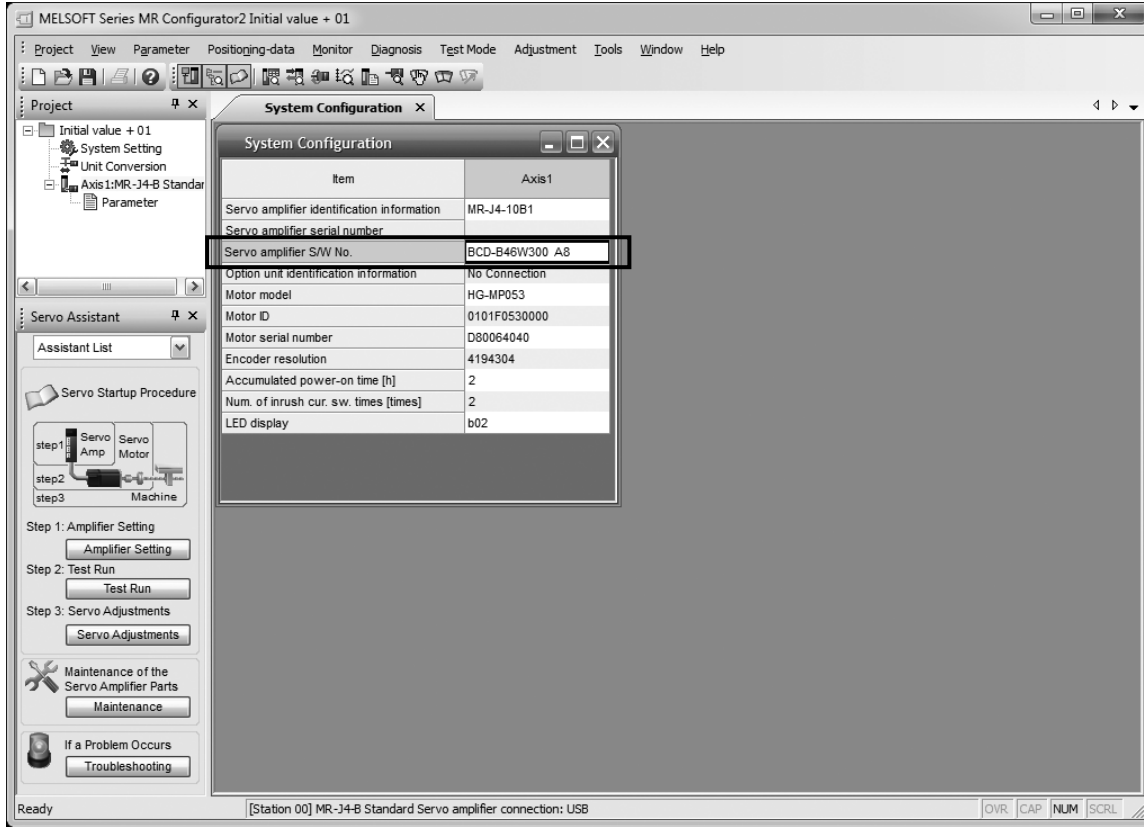 MELSOFT Series MR Configurator2 Initial value + 01
Project View Parameter Positioning-data Monitor Diagnosis Test Mode Adjustment Tools Window Help
Project
Initial value + 01
System Setting
Unit Conversion
Axis1:MR-J4-B Standar
Parameter
Servo Assistant
Assistant List
Servo Startup Procedure
step1 Servo Amp Servo Motor
step2
step3 Machine
Step 1: Amplifier Setting
Amplifier Setting
Step 2: Test Run
Test Run
Step 3: Servo Adjustments
Servo Adjustments
Maintenance of the
Servo Amplifier Parts
Maintenance
If a Problem Occurs
Troubleshooting
System Configuration
System Configuration
Item Axis1
Servo amplifier identification information MR-J4-10B1
Servo amplifier serial number
Servo amplifier S/W No. BCD-B46W300 A8
Option unit identification information No Connection
Motor model HG-MP053
Motor ID 0101F0530000
Motor serial number D80064040
Encoder resolution 4194304
Accumulated power-on time [h] 2
Num. of inrush cur. sw. times [times] 2
LED display b02
Ready [Station 00] MR-J4-B Standard Servo amplifier connection: USB OVR CAP NUM SCRL